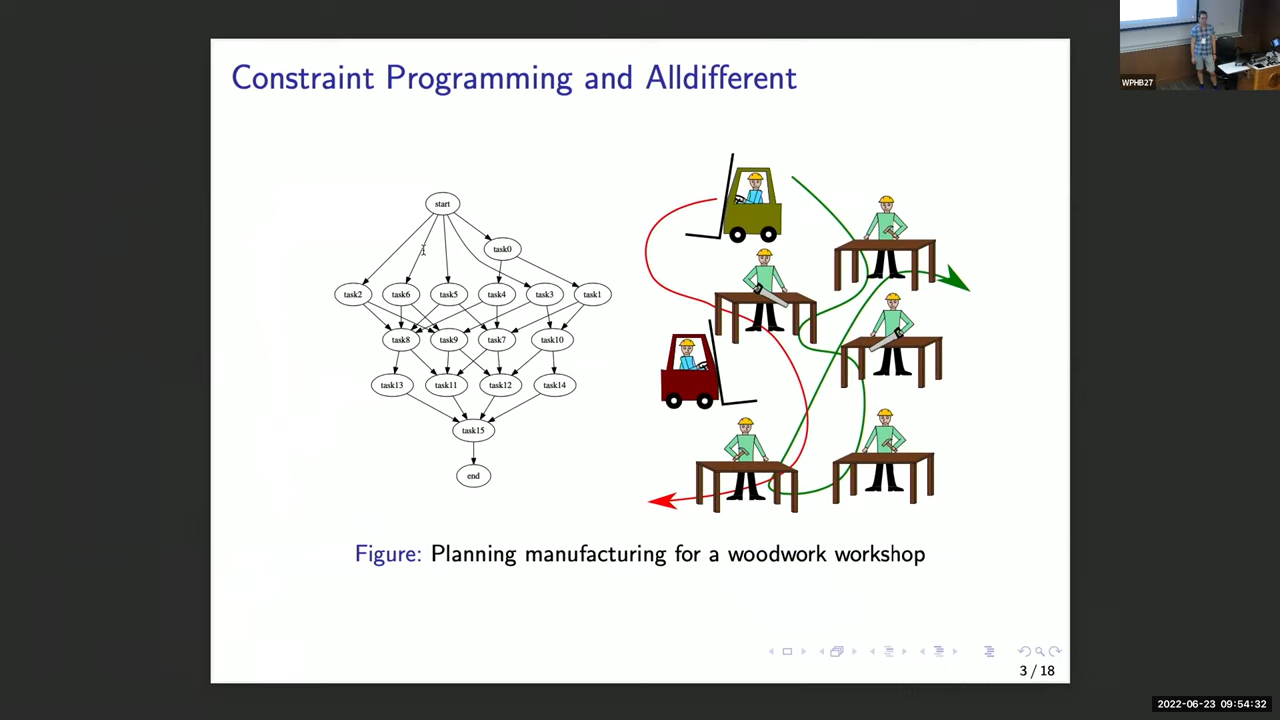 Constraint Programming and Alldifferent
WPHB27
start
task0
task2 task6 task5 task4 task3 task1
task8 task9 task7 task10
task13 task11 task12 task14
task15
end
Figure: Planning manufacturing for a woodwork workshop
3 / 18
2022-06-23 09:54:32